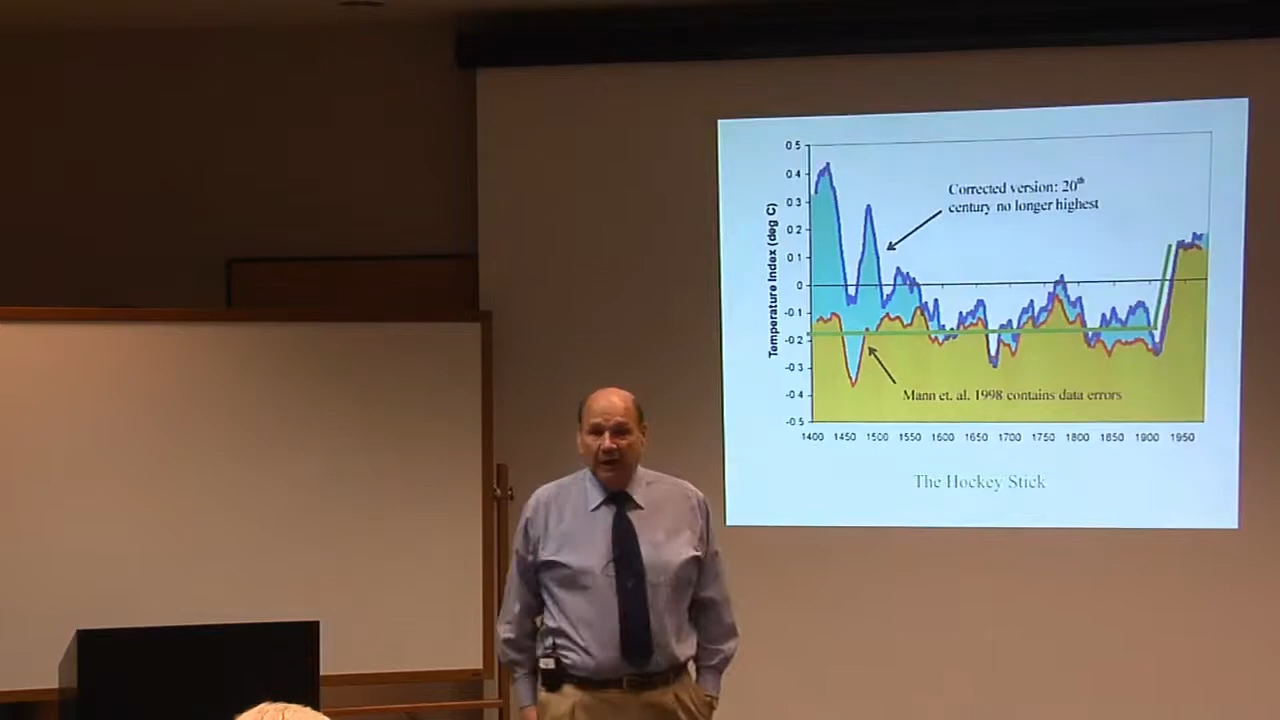 0.5
0.4
0.3
0.2
0.1
0
-0.1
-0.2
-0.3
-0.4
-0.5
Temperature Index (deg C)
Corrected version: 20th
century no longer highest
Mann et. al. 1998 contains data errors
1400 1450 1500 1550 1600 1650 1700 1750 1800 1850 1900 1950
The Hockey Stick